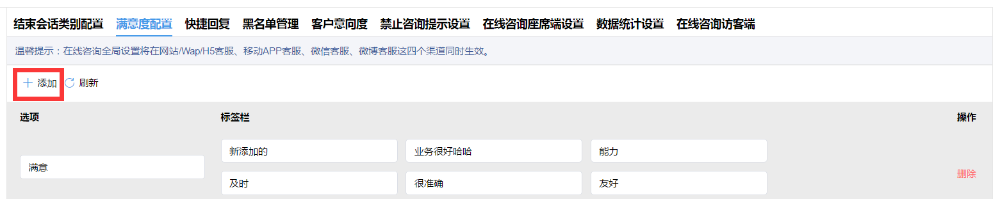 结束会话类别配置 满意度配置 快捷回复 黑名单管理 客户意向度 禁止咨询提示设置 在线咨询座席端设置 数据统计设置 在线咨询访客端
温馨提示：在线咨询全局设置将在网站/Wap/H5客服、移动APP客服、微信客服、微博客服这四个渠道同时生效。
添加 刷新
选项 标签栏 操作
新添加的 业务很好哈哈 能力
满意 删除
及时 很准确 友好